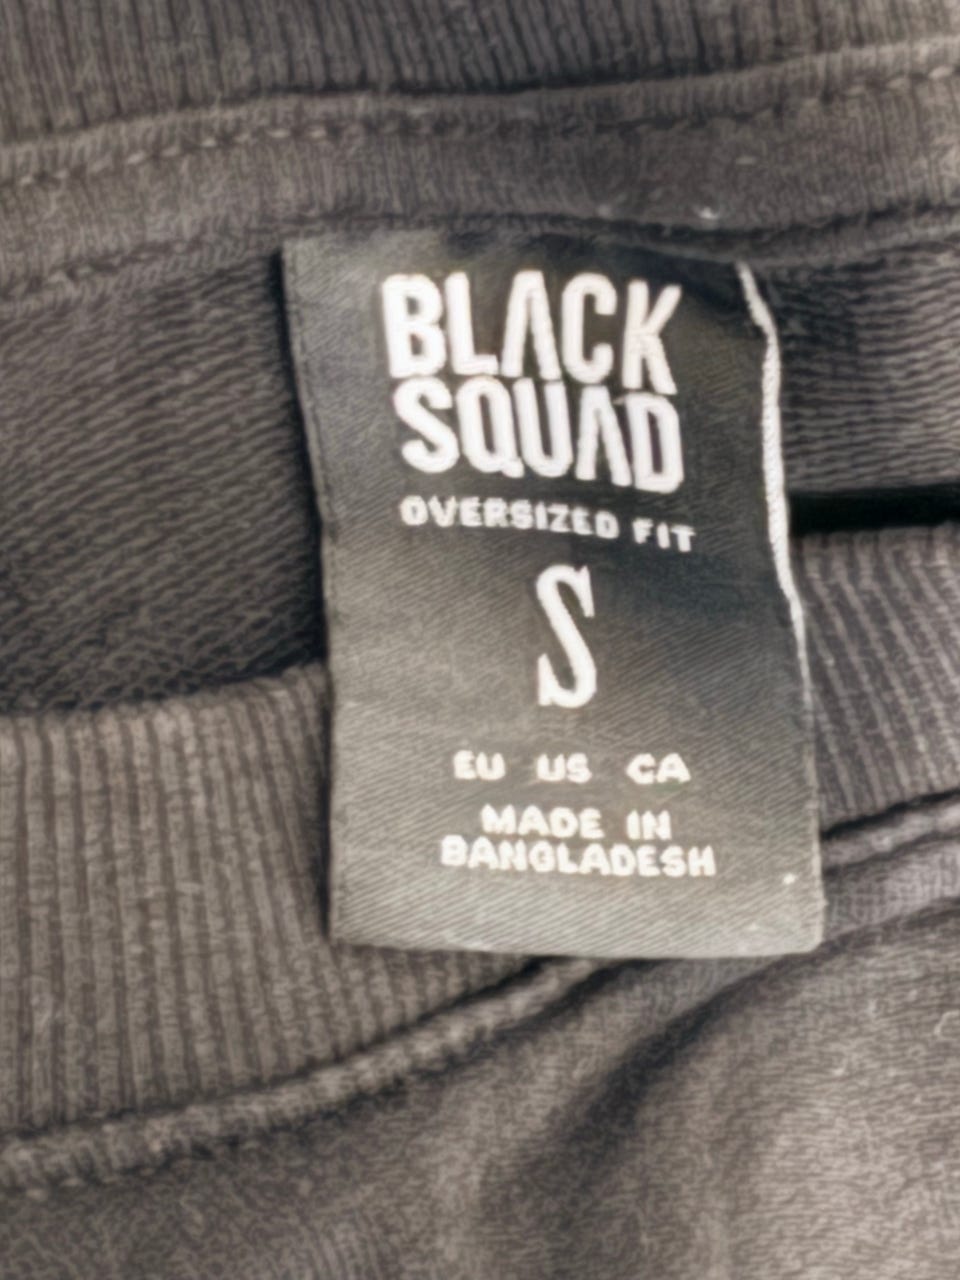 BLACK
SQUAD
OVERSIZED FIT
S
EU US CA
MADE IN
BANGLADESH